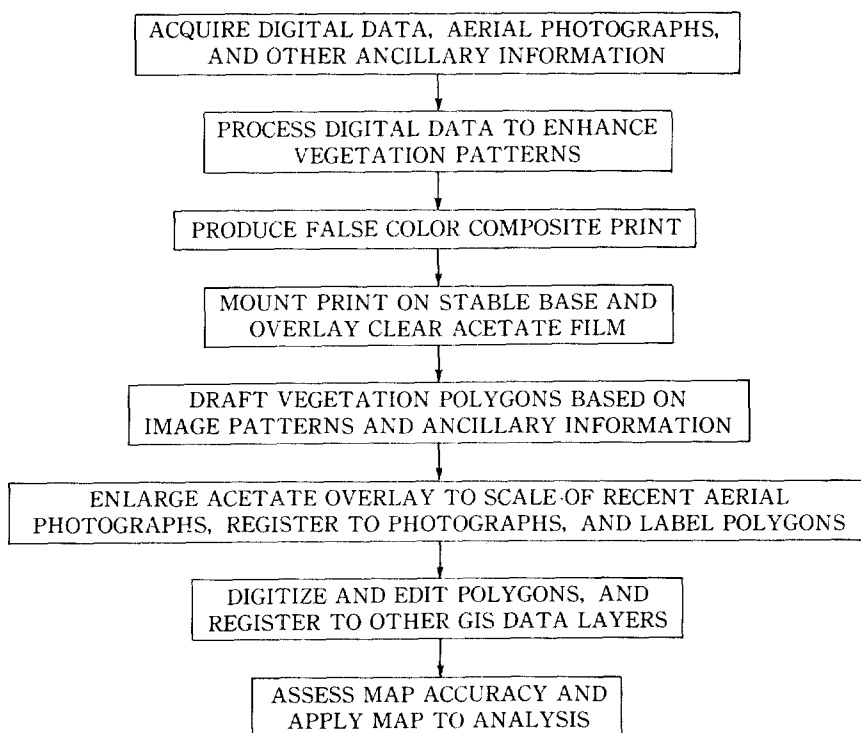 ACQUIRE DIGITAL DATA, AERIAL PHOTOGRAPHS,
AND OTHER ANCILLARY INFORMATION
PROCESS DIGITAL DATA TO ENHANCE
VEGETATION PATTERNS
PRODUCE FALSE COLOR COMPOSITE PRINT
MOUNT PRINT ON STABLE BASE AND
OVERLAY CLEAR ACETATE FILM
DRAFT VEGETATION POLYGONS BASED ON
IMAGE PATTERNS AND ANCILLARY INFORMATION
ENLARGE ACETATE OVERLAY TO SCALE OF RECENT AERIAL
PHOTOGRAPHS, REGISTER TO PHOTOGRAPHS, AND LABEL POLYGONS
DIGITIZE AND EDIT POLYGONS, AND
REGISTER TO OTHER GIS DATA LAYERS
ASSESS MAP ACCURACY AND
APPLY MAP TO ANALYSIS